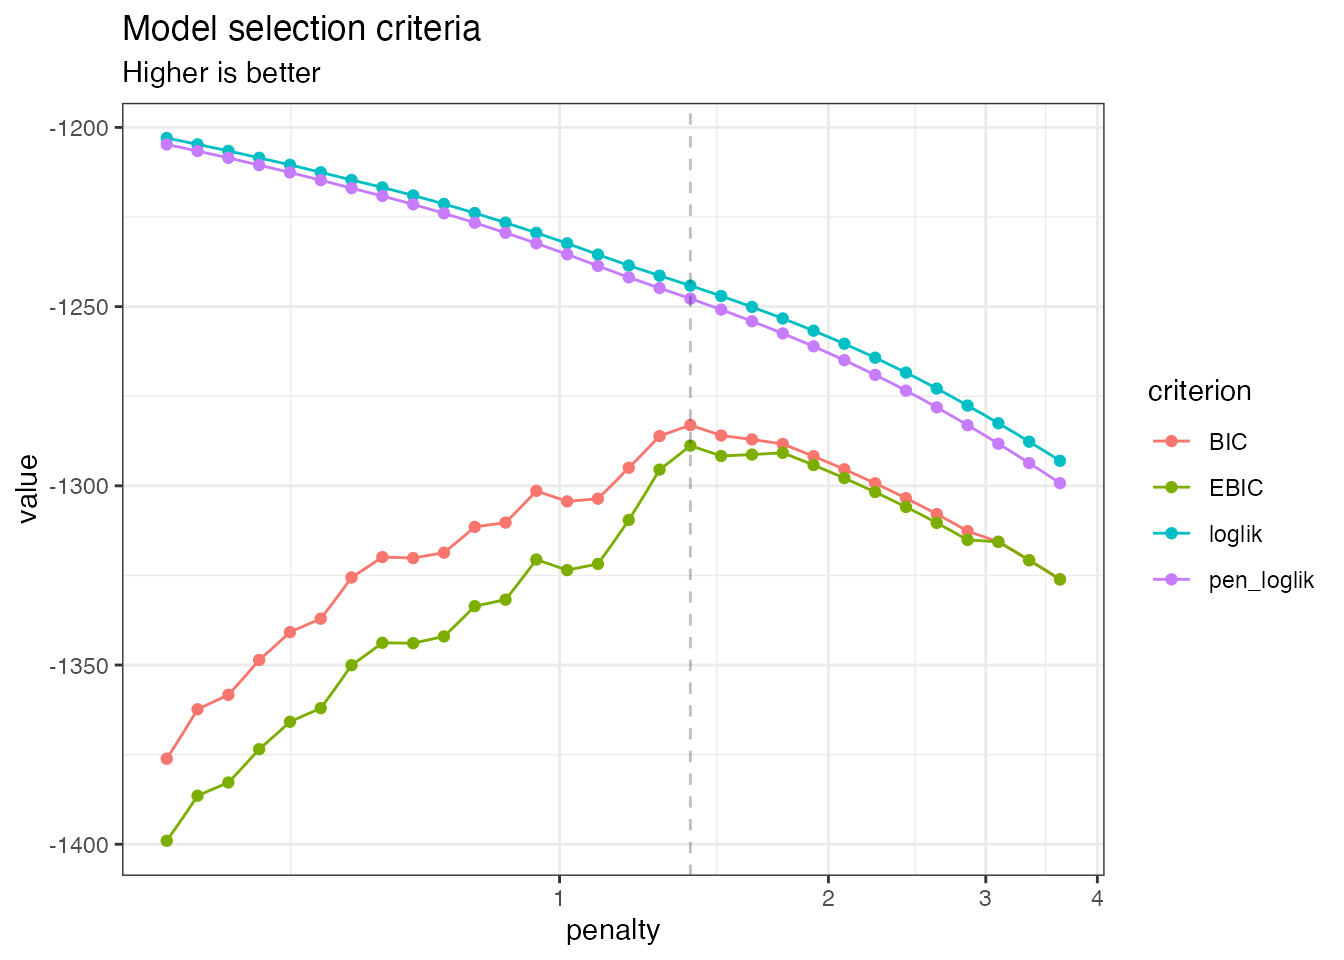 Model selection criteria
Higher is better
-1200
-1250
-1300
-1350
-1400
value
1
2
3
4
penalty
criterion
BIC
EBIC
loglik
pen_loglik